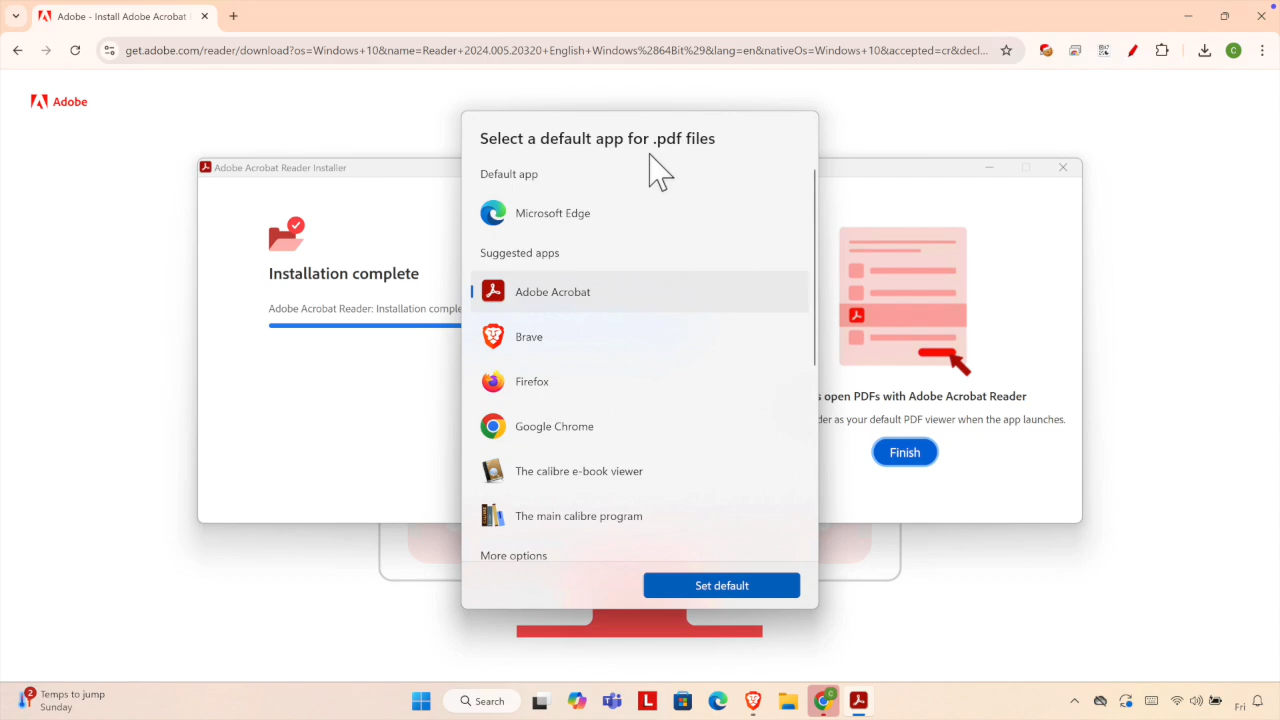 Adobe - Install Adobe Acrobat
get.adobe.com/reader/download?os=Windows+10&name=Reader+2024.005.20320+English+Windows%2864Bit%29&lang=en&nativeOs=Windows+10&accepted=cr&decl...
C
Adobe
Select a default app for .pdf files
Default app
Microsoft Edge
Suggested apps
Adobe Acrobat
Brave
Firefox
Google Chrome
The calibre e-book viewer
The main calibre program
More options
Set default
Adobe Acrobat Reader Installer
Installation complete
Adobe Acrobat Reader: Installation comple
s open PDFs with Adobe Acrobat Reader
der as your default PDF viewer when the app launches.
Finish
2
Temps to jump
Sunday
Search
L
C
Fri